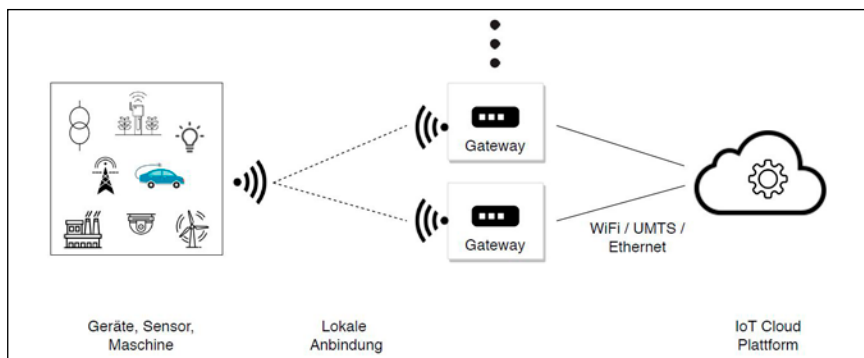 Gateway
Gateway
WiFi / UMTS /
Ethernet
Geräte, Sensor,
Maschine
Lokale
Anbindung
IoT Cloud
Plattform